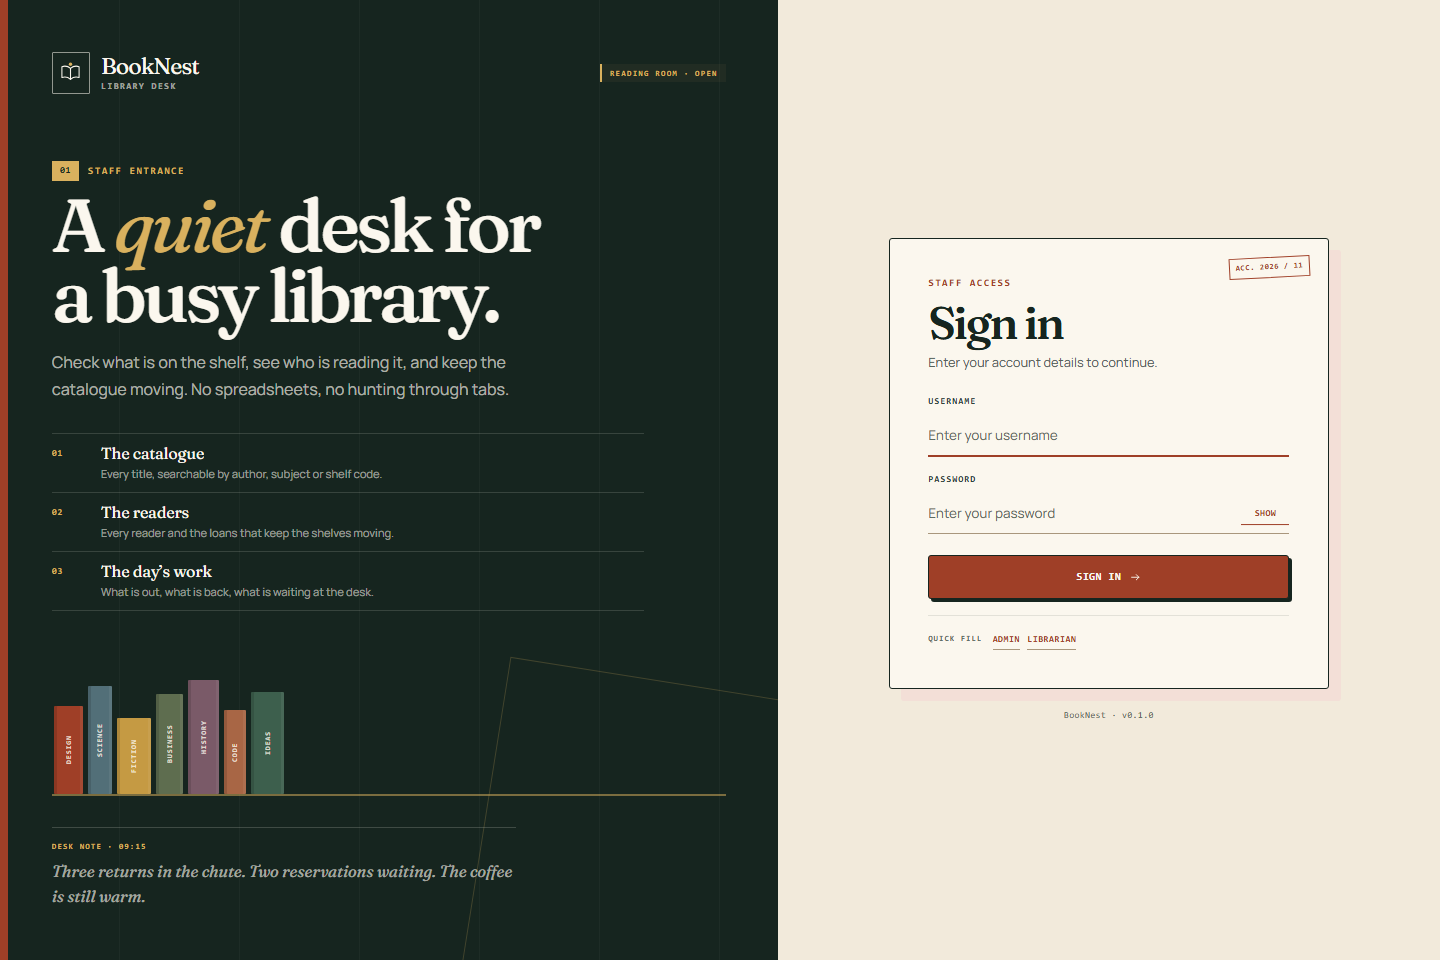 BookNest
LIBRARY DESK
READING ROOM · OPEN
01 STAFF ENTRANCE
A quiet desk for
a busy library.
Check what is on the shelf, see who is reading it, and keep the
catalogue moving. No spreadsheets, no hunting through tabs.
01 The catalogue
Every title, searchable by author, subject or shelf code.
02 The readers
Every reader and the loans that keep the shelves moving.
03 The day’s work
What is out, what is back, what is waiting at the desk.
DESIGN
SCIENCE
FICTION
BUSINESS
HISTORY
CODE
IDEAS
DESK NOTE · 09:15
Three returns in the chute. Two reservations waiting. The coffee
is still warm.
ACC. 2026 / 11
STAFF ACCESS
Sign in
Enter your account details to continue.
USERNAME
Enter your username
PASSWORD
Enter your password
SHOW
SIGN IN →
QUICK FILL ADMIN LIBRARIAN
BookNest · v0.1.0